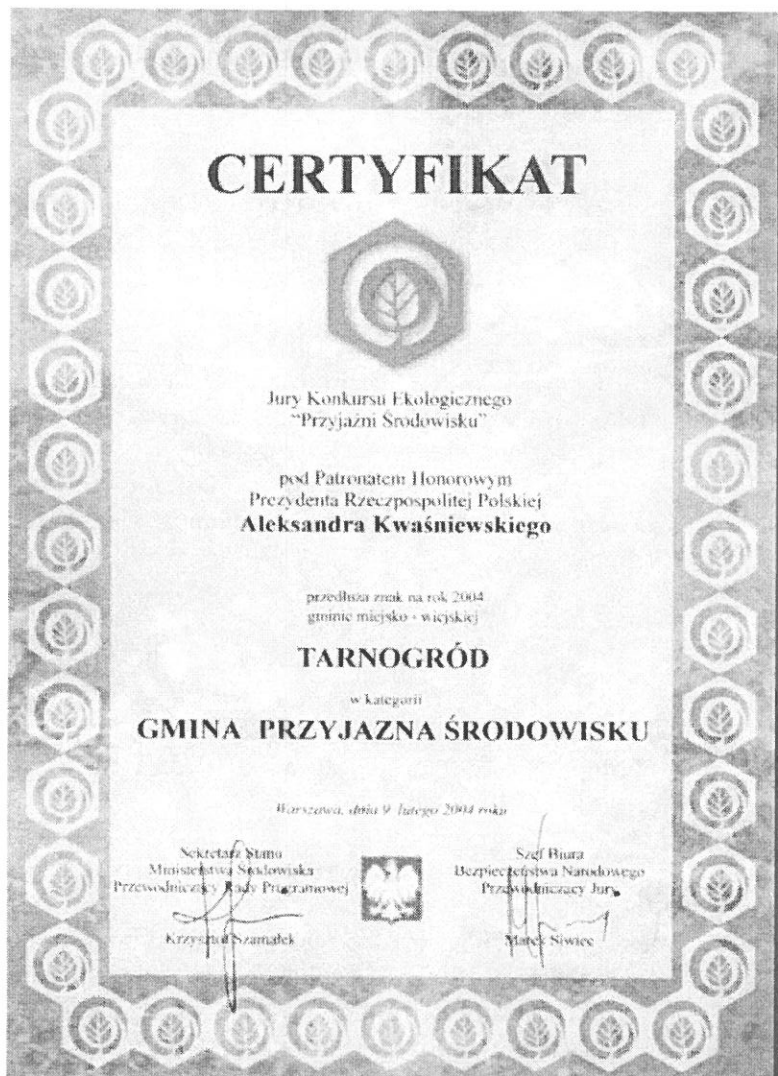 CERTYFIKAT
Jury Konkursu Ekologicznego
"Przyjaźni Środowisku"
pod Patronatem Honorowym
Prezydenta Rzeczpospolitej Polskiej
Aleksandra Kwaśniewskiego
przedłuża znak na rok 2004
gminie miejsko - wiejskiej
TARNOGRÓD
w kategorii
GMINA PRZYJAZNA ŚRODOWISKU
Warszawa, dnia 9 lutego 2004 roku
Sekretarz Stanu
Ministerstwa Środowiska
Przewodniczący Rady Programowej
Krzysztof Szamałek
Szef Biura
Bezpieczeństwa Narodowego
Przewodniczący Jury
Marek Siwiec